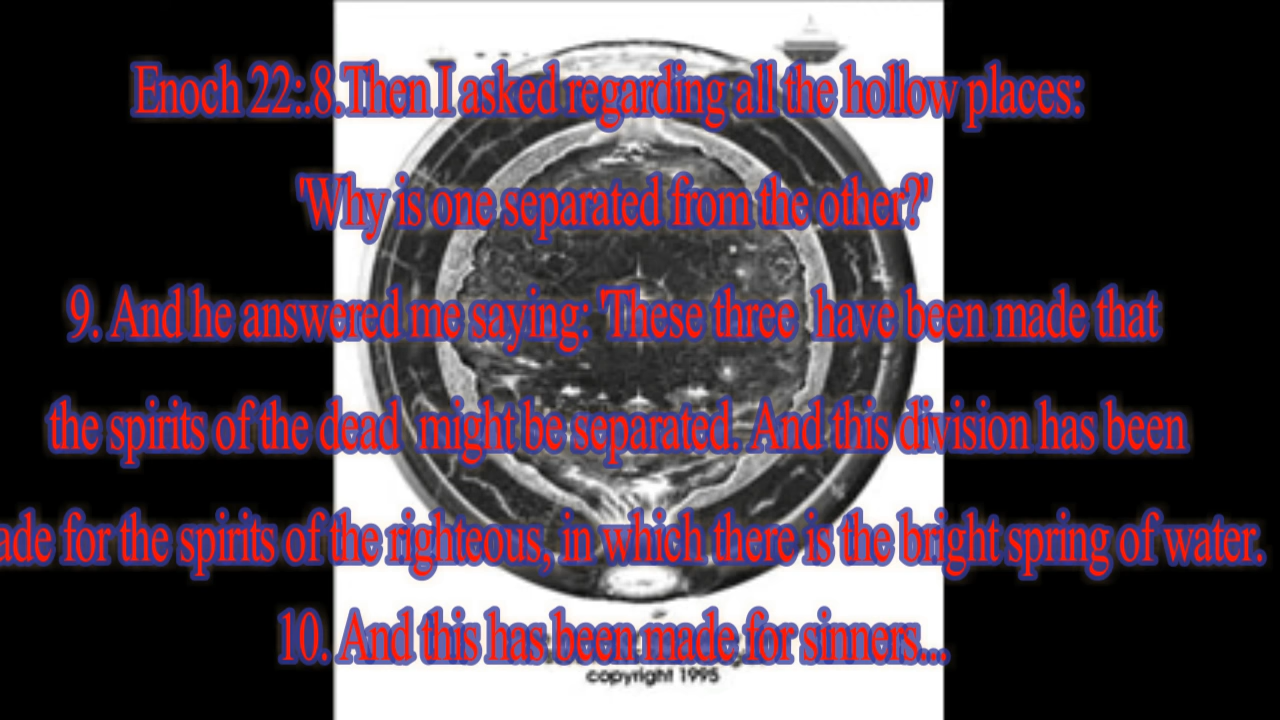 Enoch 22:.8.Then I asked regarding all the hollow places:
'Why is one separated from the other?'
9. And he answered me saying: 'These three have been made that
the spirits of the dead might be separated. And this division has been
ade for the spirits of the righteous, in which there is the bright spring of water.
10. And this has been made for sinners...
copyright 1995